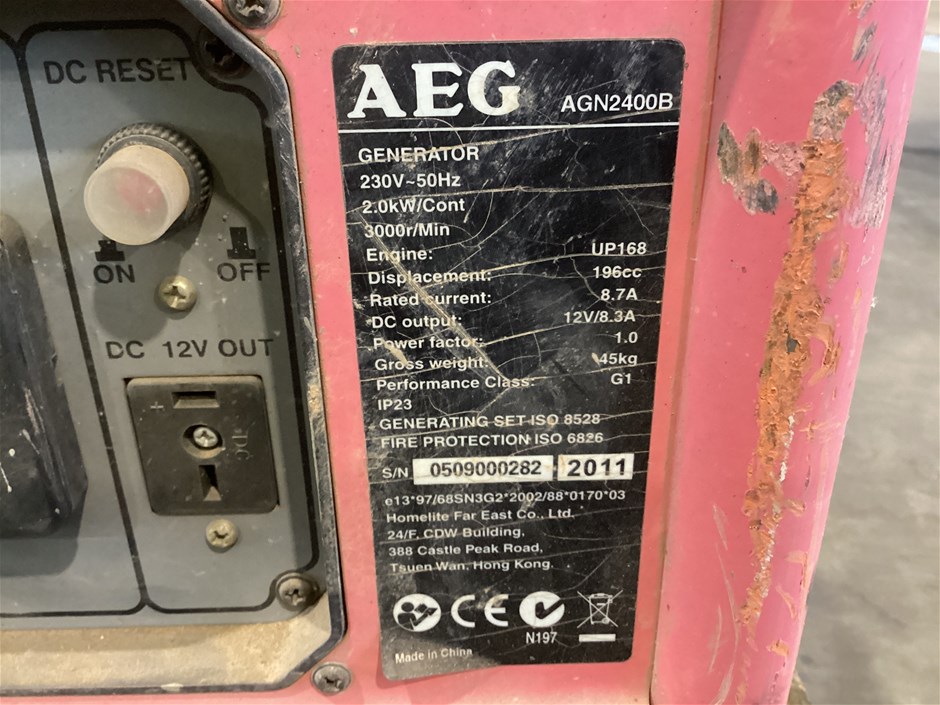 DC RESET
ON OFF
DC 12V OUT
+
DC
AEG AGN2400B
GENERATOR
230V~50Hz
2.0kW/Cont
3000r/Min
Engine: UP168
Displacement: 196cc
Rated current: 8.7A
DC output: 12V/8.3A
Power factor: 1.0
Gross weight: 45kg
Performance Class: G1
IP23
GENERATING SET ISO 8528
FIRE PROTECTION ISO 6826
S/N 0509000282 2011
e13*97/68SN3G2*2002/88*0170*03
Homelite Far East Co., Ltd.
24/F, CDW Building,
388 Castle Peak Road,
Tsuen Wan, Hong Kong.
CE
N197
Made in China